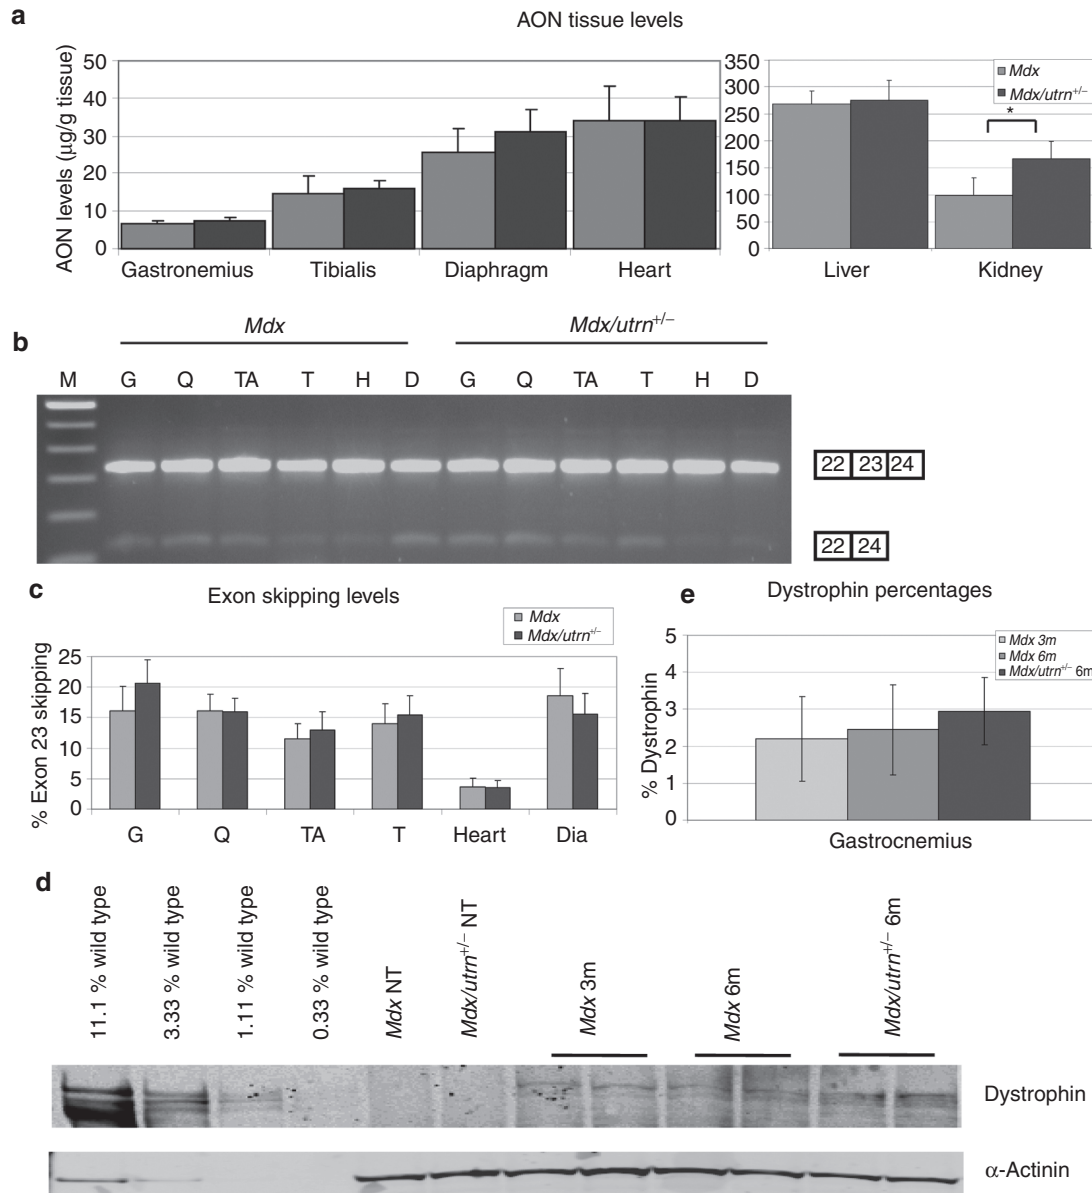 a
AON tissue levels
AON levels (µg/g tissue)
50
40
30
20
10
0
Gastronemius
Tibialis
Diaphragm
Heart
350
300
250
200
150
100
50
0
Mdx
Mdx/utrn+/–
*
Liver
Kidney
b
Mdx
Mdx/utrn+/–
M G Q TA T H D G Q TA T H D
22 23 24
22 24
c
Exon skipping levels
Mdx
Mdx/utrn+/–
% Exon 23 skipping
25
20
15
10
5
0
G Q TA T Heart Dia
e
Dystrophin percentages
Mdx 3m
Mdx 6m
Mdx/utrn+/– 6m
% Dystrophin
5
4
3
2
1
0
Gastrocnemius
d
11.1 % wild type
3.33 % wild type
1.11 % wild type
0.33 % wild type
Mdx NT
Mdx/utrn+/– NT
Mdx 3m
Mdx 6m
Mdx/utrn+/– 6m
Dystrophin
α-Actinin